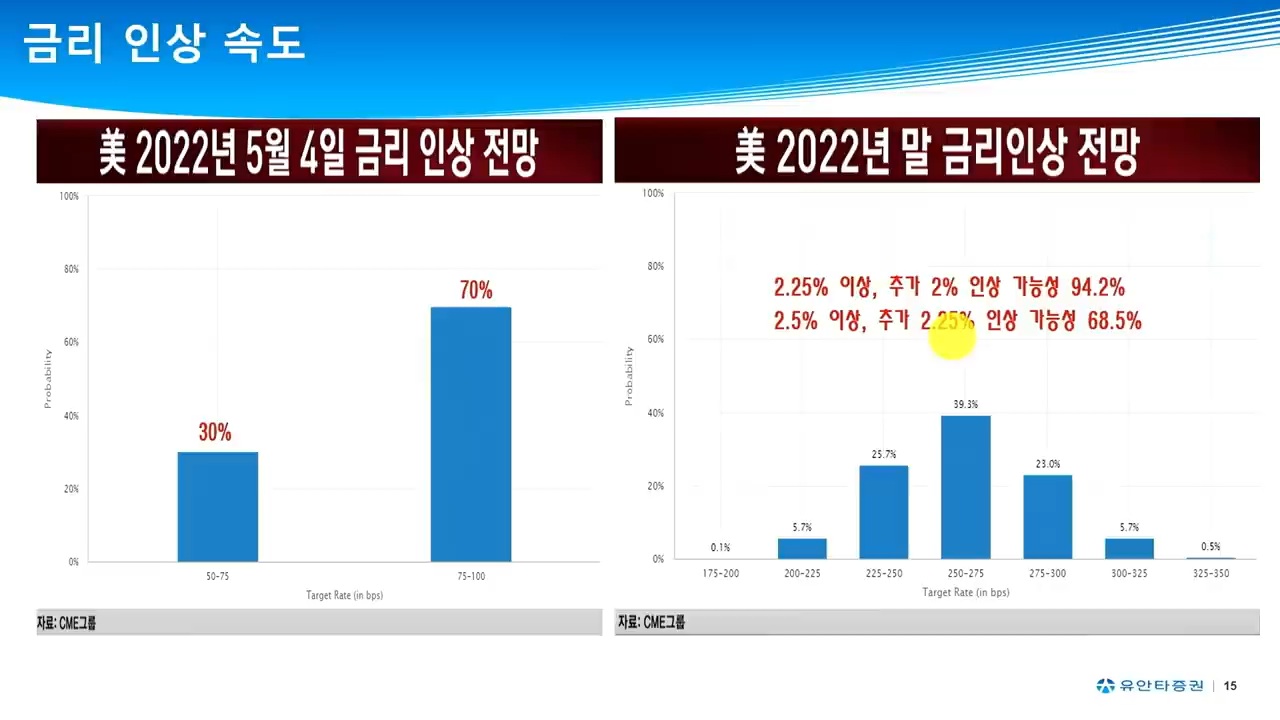 금리 인상 속도
美 2022년 5월 4일 금리 인상 전망
100%
80%
60%
40%
20%
0%
Probability
30%
70%
50-75
75-100
Target Rate (in bps)
자료: CME그룹
美 2022년 말 금리인상 전망
100%
80%
60%
40%
20%
0%
Probability
2.25% 이상, 추가 2% 인상 가능성 94.2%
2.5% 이상, 추가 2.25% 인상 가능성 68.5%
0.1%
5.7%
25.7%
39.3%
23.0%
5.7%
0.5%
175-200
200-225
225-250
250-275
275-300
300-325
325-350
Target Rate (in bps)
자료: CME그룹
유안타증권 | 15